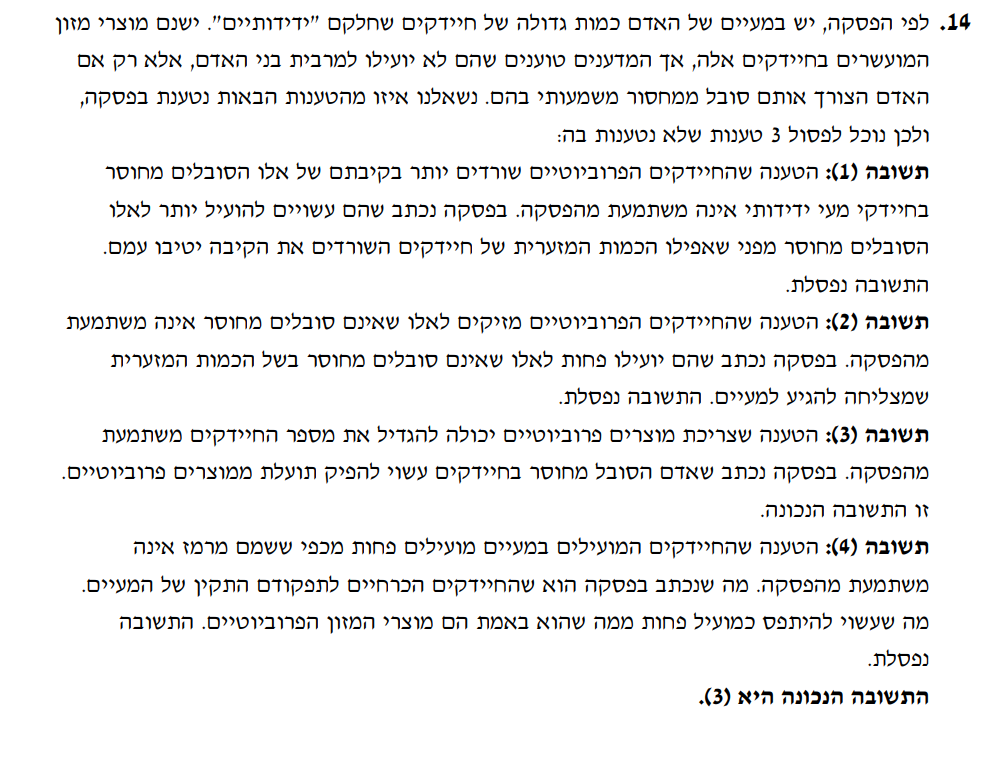 14. לפי הפסקה, יש במעיים של האדם כמות גדולה של חיידקים שחלקם "ידידותיים". ישנם מוצרי מזון
המועשרים בחיידקים אלה, אך המדענים טוענים שהם לא יועילו למרבית בני האדם, אלא רק אם
האדם הצורך אותם סובל ממחסור משמעותי בהם. נשאלנו איזו מהטענות הבאות נטענת בפסקה,
ולכן נוכל לפסול 3 טענות שלא נטענות בה:
תשובה (1): הטענה שהחיידקים הפרוביוטיים שורדים יותר בקיבתם של אלו הסובלים מחוסר
בחיידקי מעי ידידותי אינה משתמעת מהפסקה. בפסקה נכתב שהם עשויים להועיל יותר לאלו
הסובלים מחוסר מפני שאפילו הכמות המזערית של חיידקים השורדים את הקיבה יטיבו עמם.
התשובה נפסלת.
תשובה (2): הטענה שהחיידקים הפרוביוטיים מזיקים לאלו שאינם סובלים מחוסר אינה משתמעת
מהפסקה. בפסקה נכתב שהם יועילו פחות לאלו שאינם סובלים מחוסר בשל הכמות המזערית
שמצליחה להגיע למעיים. התשובה נפסלת.
תשובה (3): הטענה שצריכת מוצרים פרוביוטיים יכולה להגדיל את מספר החיידקים משתמעת
מהפסקה. בפסקה נכתב שאדם הסובל מחוסר בחיידקים עשוי להפיק תועלת ממוצרים פרוביוטיים.
זו התשובה הנכונה.
תשובה (4): הטענה שהחיידקים המועילים במעיים מועילים פחות מכפי ששמם מרמז אינה
משתמעת מהפסקה. מה שנכתב בפסקה הוא שהחיידקים הכרחיים לתפקודם התקין של המעיים.
מה שעשוי להיתפס כמועיל פחות ממה שהוא באמת הם מוצרי המזון הפרוביוטיים. התשובה
נפסלת.
התשובה הנכונה היא (3).